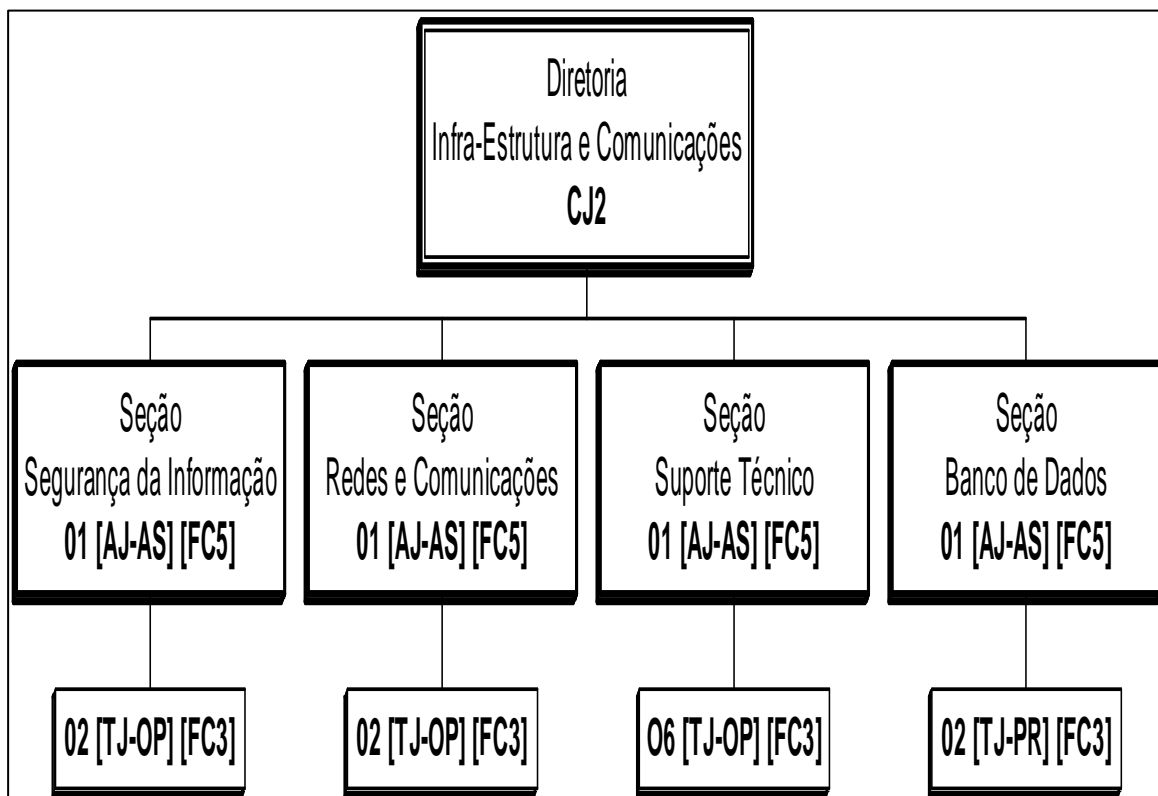 Diretoria
Infra-Estrutura e Comunicações
CJ2
Seção
Segurança da Informação
01 [AJ-AS] [FC5]
Seção
Redes e Comunicações
01 [AJ-AS] [FC5]
Seção
Suporte Técnico
01 [AJ-AS] [FC5]
Seção
Banco de Dados
01 [AJ-AS] [FC5]
02 [TJ-OP] [FC3]
02 [TJ-OP] [FC3]
O6 [TJ-OP] [FC3]
02 [TJ-PR] [FC3]